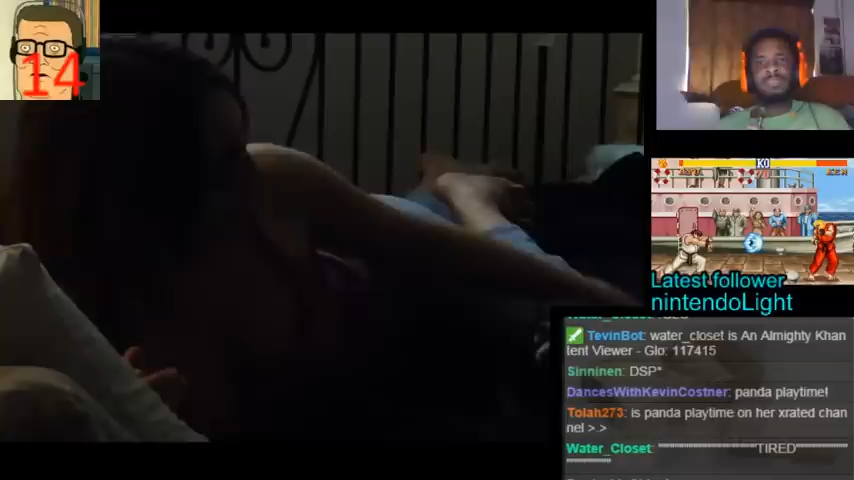 14
KO
KEN
Latest follower
nintendoLight
TevinBot: water_closet is An Almighty Khan
tent Viewer - Glo: 117415
Sinninen: DSP*
DancesWithKevinCostner: panda playtime!
Tolah273: is panda playtime on her xrated chan
nel >.>
Water_Closet: """"""""""""""""""""TIRED""""""""""""
""""""""""